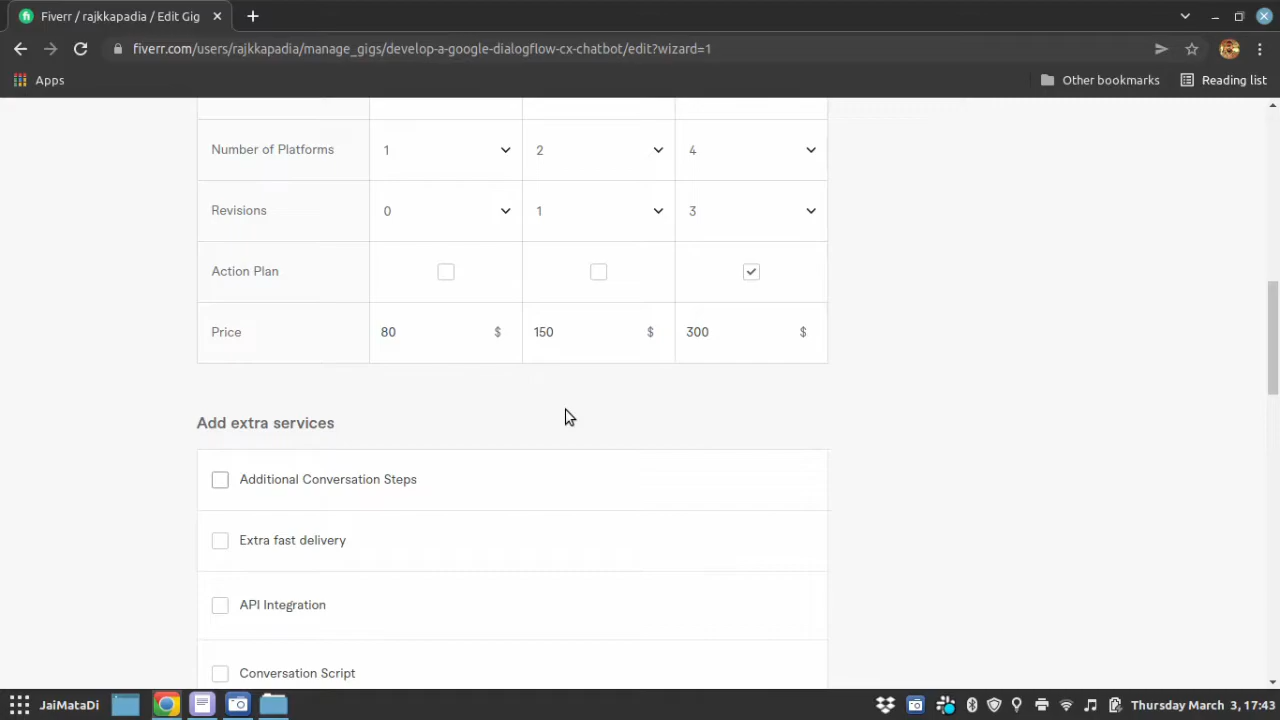 Fiverr / rajkkapadia / Edit Gig
fiverr.com/users/rajkkapadia/manage_gigs/develop-a-google-dialogflow-cx-chatbot/edit?wizard=1
Apps Other bookmarks Reading list
Number of Platforms 1 2 4
Revisions 0 1 3
Action Plan
Price 80 $ 150 $ 300 $
Add extra services
Additional Conversation Steps
Extra fast delivery
API Integration
Conversation Script
JaiMataDi Thursday March 3, 17:43